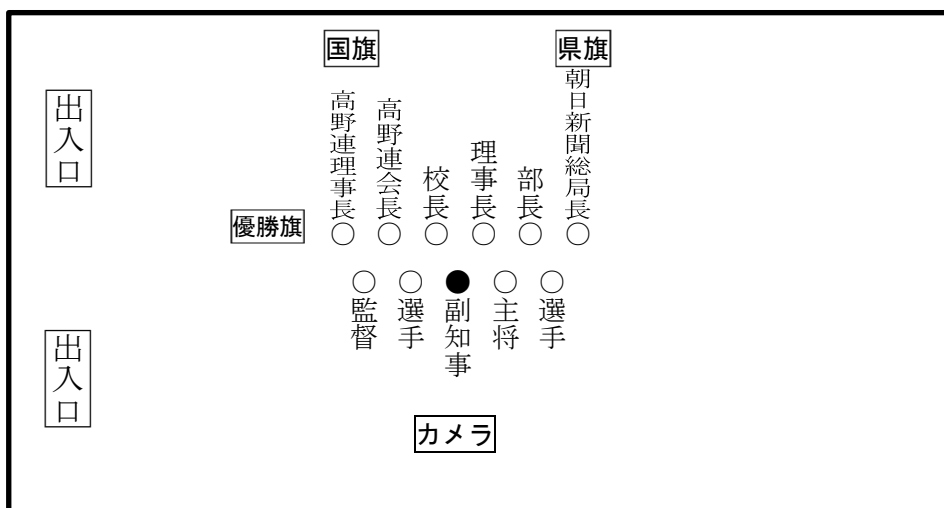 国旗
県旗
出入口
高野連理事長○
高野連会長○
校長○
理事長○
部長○
朝日新聞総局長○
優勝旗
○監督
○選手
●副知事
○主将
○選手
出入口
カメラ